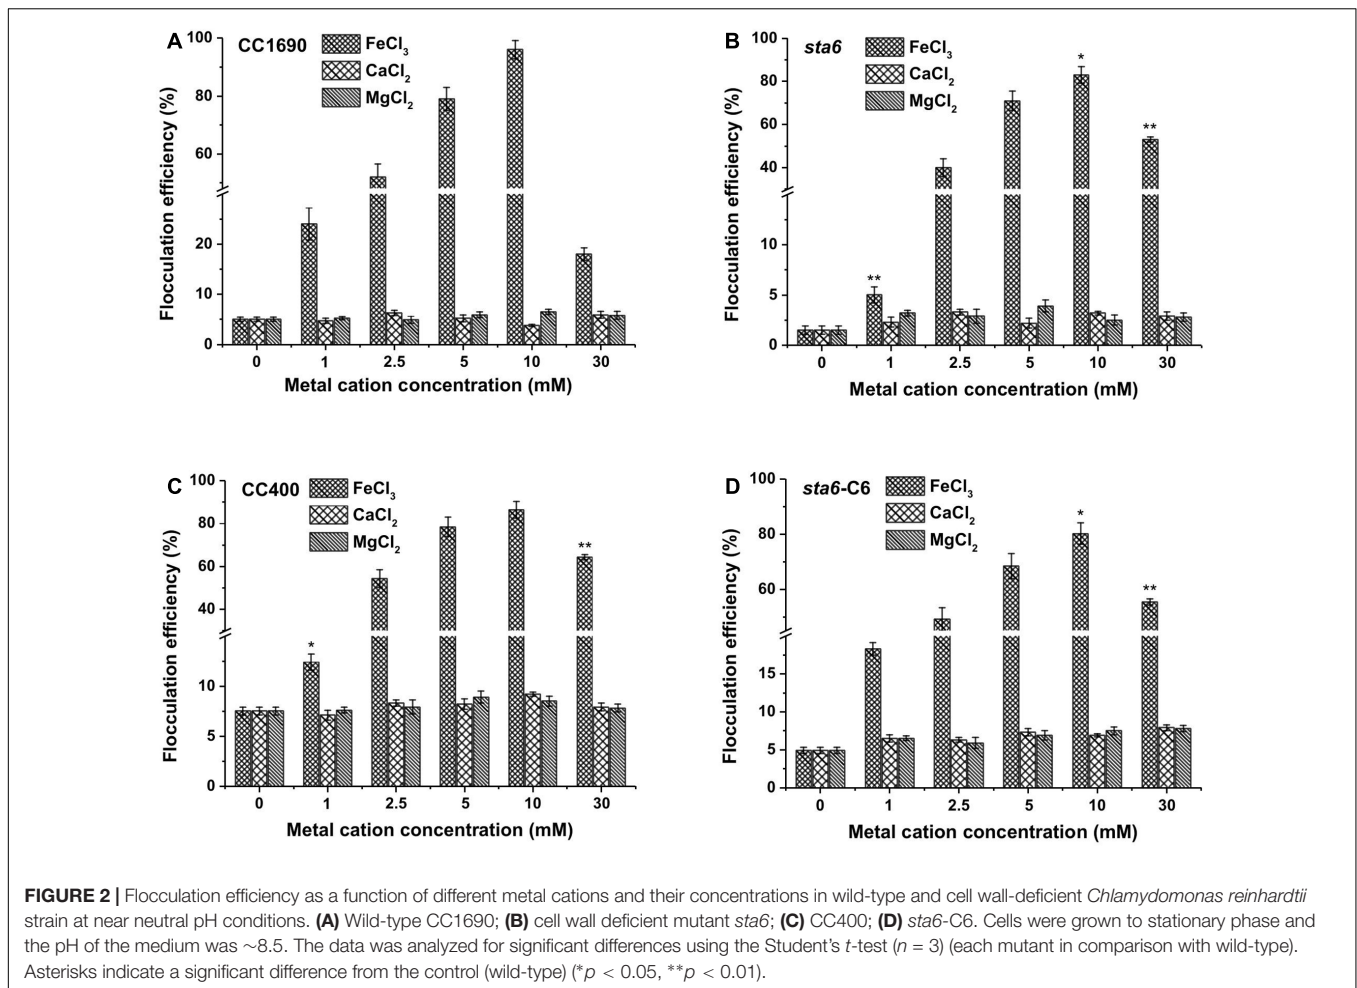 A CC1690
FeCl3
CaCl2
MgCl2
Flocculation efficiency (%)
100
80
60
20
10
0
0 1 2.5 5 10 30
Metal cation concentration (mM)
B sta6
FeCl3
CaCl2
MgCl2
Flocculation efficiency (%)
100
80
60
40
10
5
0
** * **
0 1 2.5 5 10 30
Metal cation concentration (mM)
C CC400
FeCl3
CaCl2
MgCl2
Flocculation efficiency (%)
100
80
60
40
10
5
0
* **
0 1 2.5 5 10 30
Metal cation concentration (mM)
D sta6-C6
FeCl3
CaCl2
MgCl2
Flocculation efficiency (%)
100
80
60
15
10
5
0
* **
0 1 2.5 5 10 30
Metal cation concentration (mM)
FIGURE 2 | Flocculation efficiency as a function of different metal cations and their concentrations in wild-type and cell wall-deficient Chlamydomonas reinhardtii
strain at near neutral pH conditions. (A) Wild-type CC1690; (B) cell wall deficient mutant sta6; (C) CC400; (D) sta6-C6. Cells were grown to stationary phase and
the pH of the medium was ~8.5. The data was analyzed for significant differences using the Student's t-test (n = 3) (each mutant in comparison with wild-type).
Asterisks indicate a significant difference from the control (wild-type) (*p < 0.05, **p < 0.01).